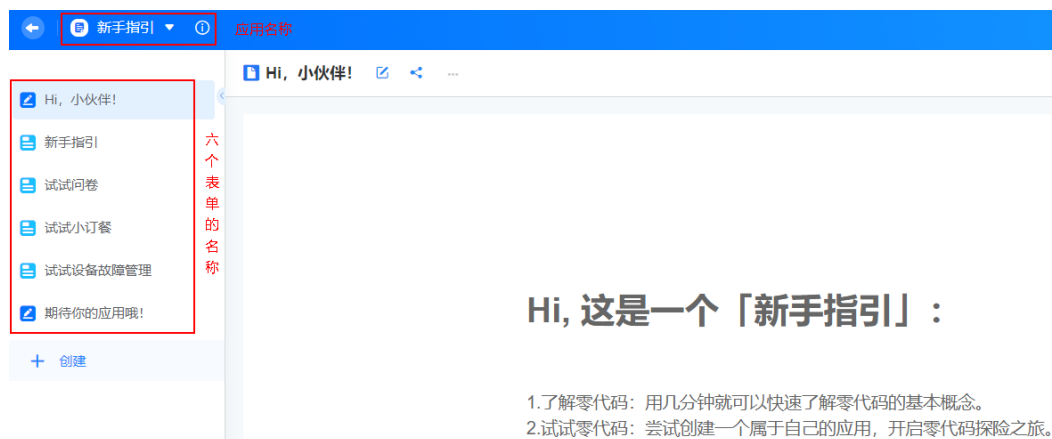 新手指引
应用名称
Hi，小伙伴！
Hi，小伙伴！
新手指引
试试问卷
试试小订餐
试试设备故障管理
期待你的应用哦！
六个表单的名称
创建
Hi, 这是一个「新手指引」：
1.了解零代码：用几分钟就可以快速了解零代码的基本概念。
2.试试零代码：尝试创建一个属于自己的应用，开启零代码探险之旅。